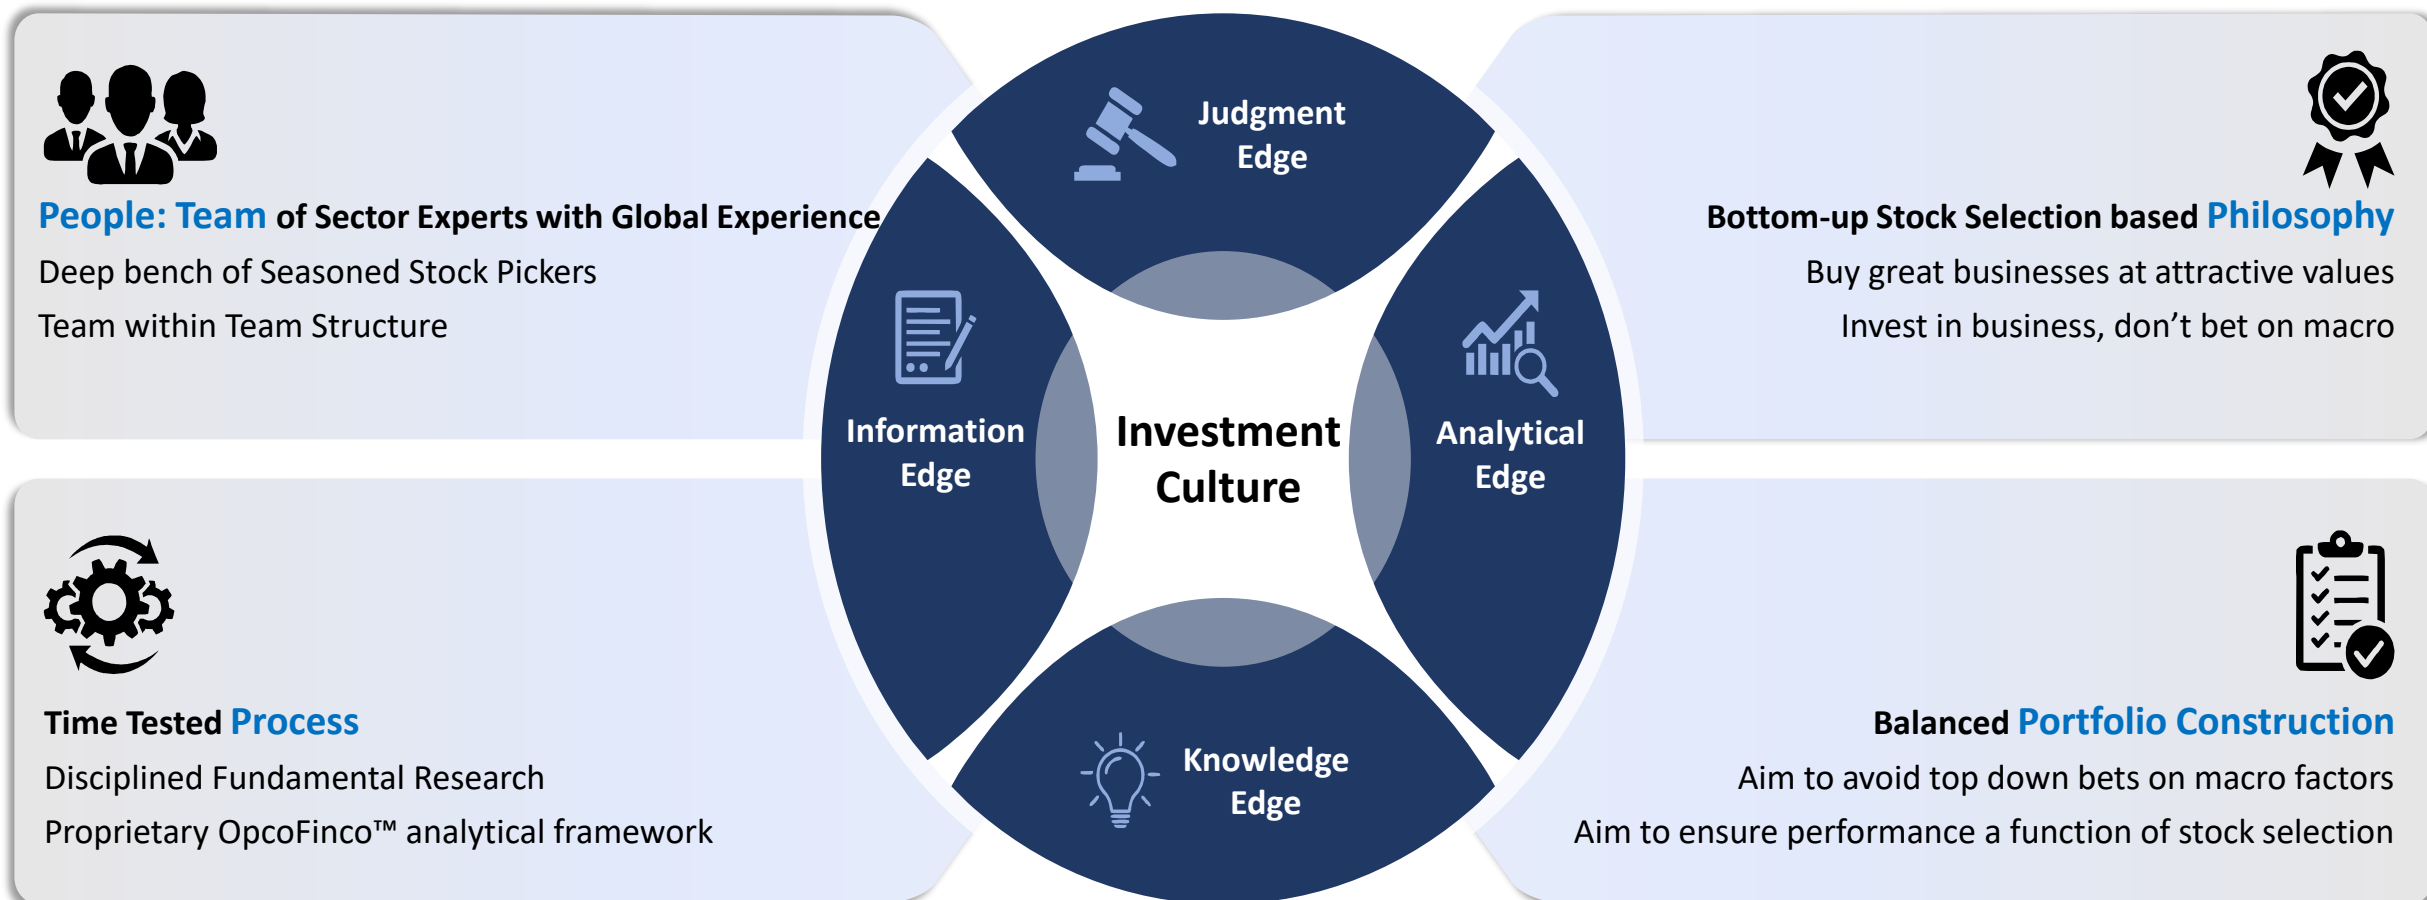 People: Team of Sector Experts with Global Experience
Deep bench of Seasoned Stock Pickers
Team within Team Structure
Judgment
Edge
Bottom-up Stock Selection based Philosophy
Buy great businesses at attractive values
Invest in business, don’t bet on macro
Information
Edge
Investment
Culture
Analytical
Edge
Time Tested Process
Disciplined Fundamental Research
Proprietary OpcoFinco™ analytical framework
Knowledge
Edge
Balanced Portfolio Construction
Aim to avoid top down bets on macro factors
Aim to ensure performance a function of stock selection